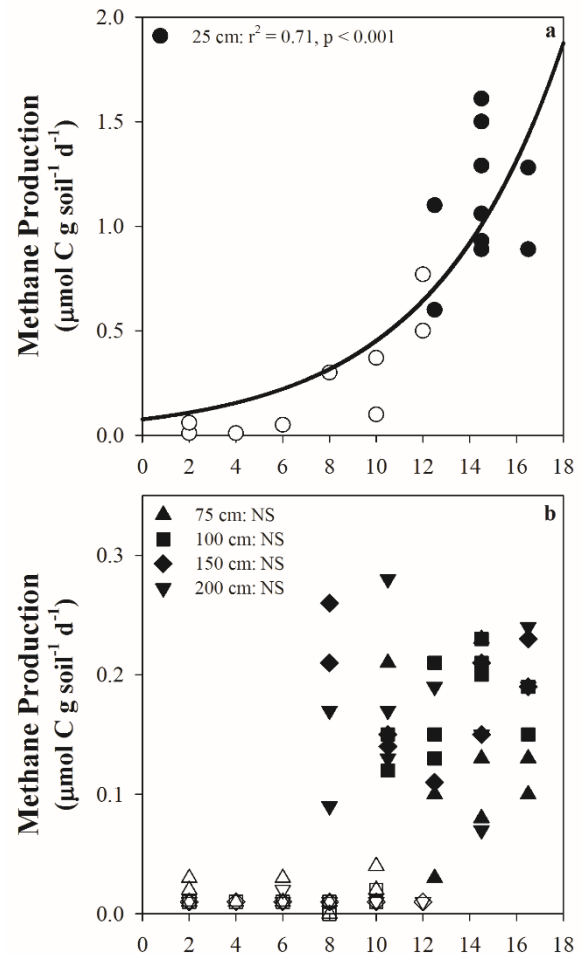 2.0
25 cm: r² = 0.71, p < 0.001
a
1.5
1.0
0.5
0.0
Methane Production
(μmol C g soil⁻¹ d⁻¹)
0 2 4 6 8 10 12 14 16 18
75 cm: NS
b
100 cm: NS
150 cm: NS
200 cm: NS
0.3
0.2
0.1
0.0
Methane Production
(μmol C g soil⁻¹ d⁻¹)
0 2 4 6 8 10 12 14 16 18